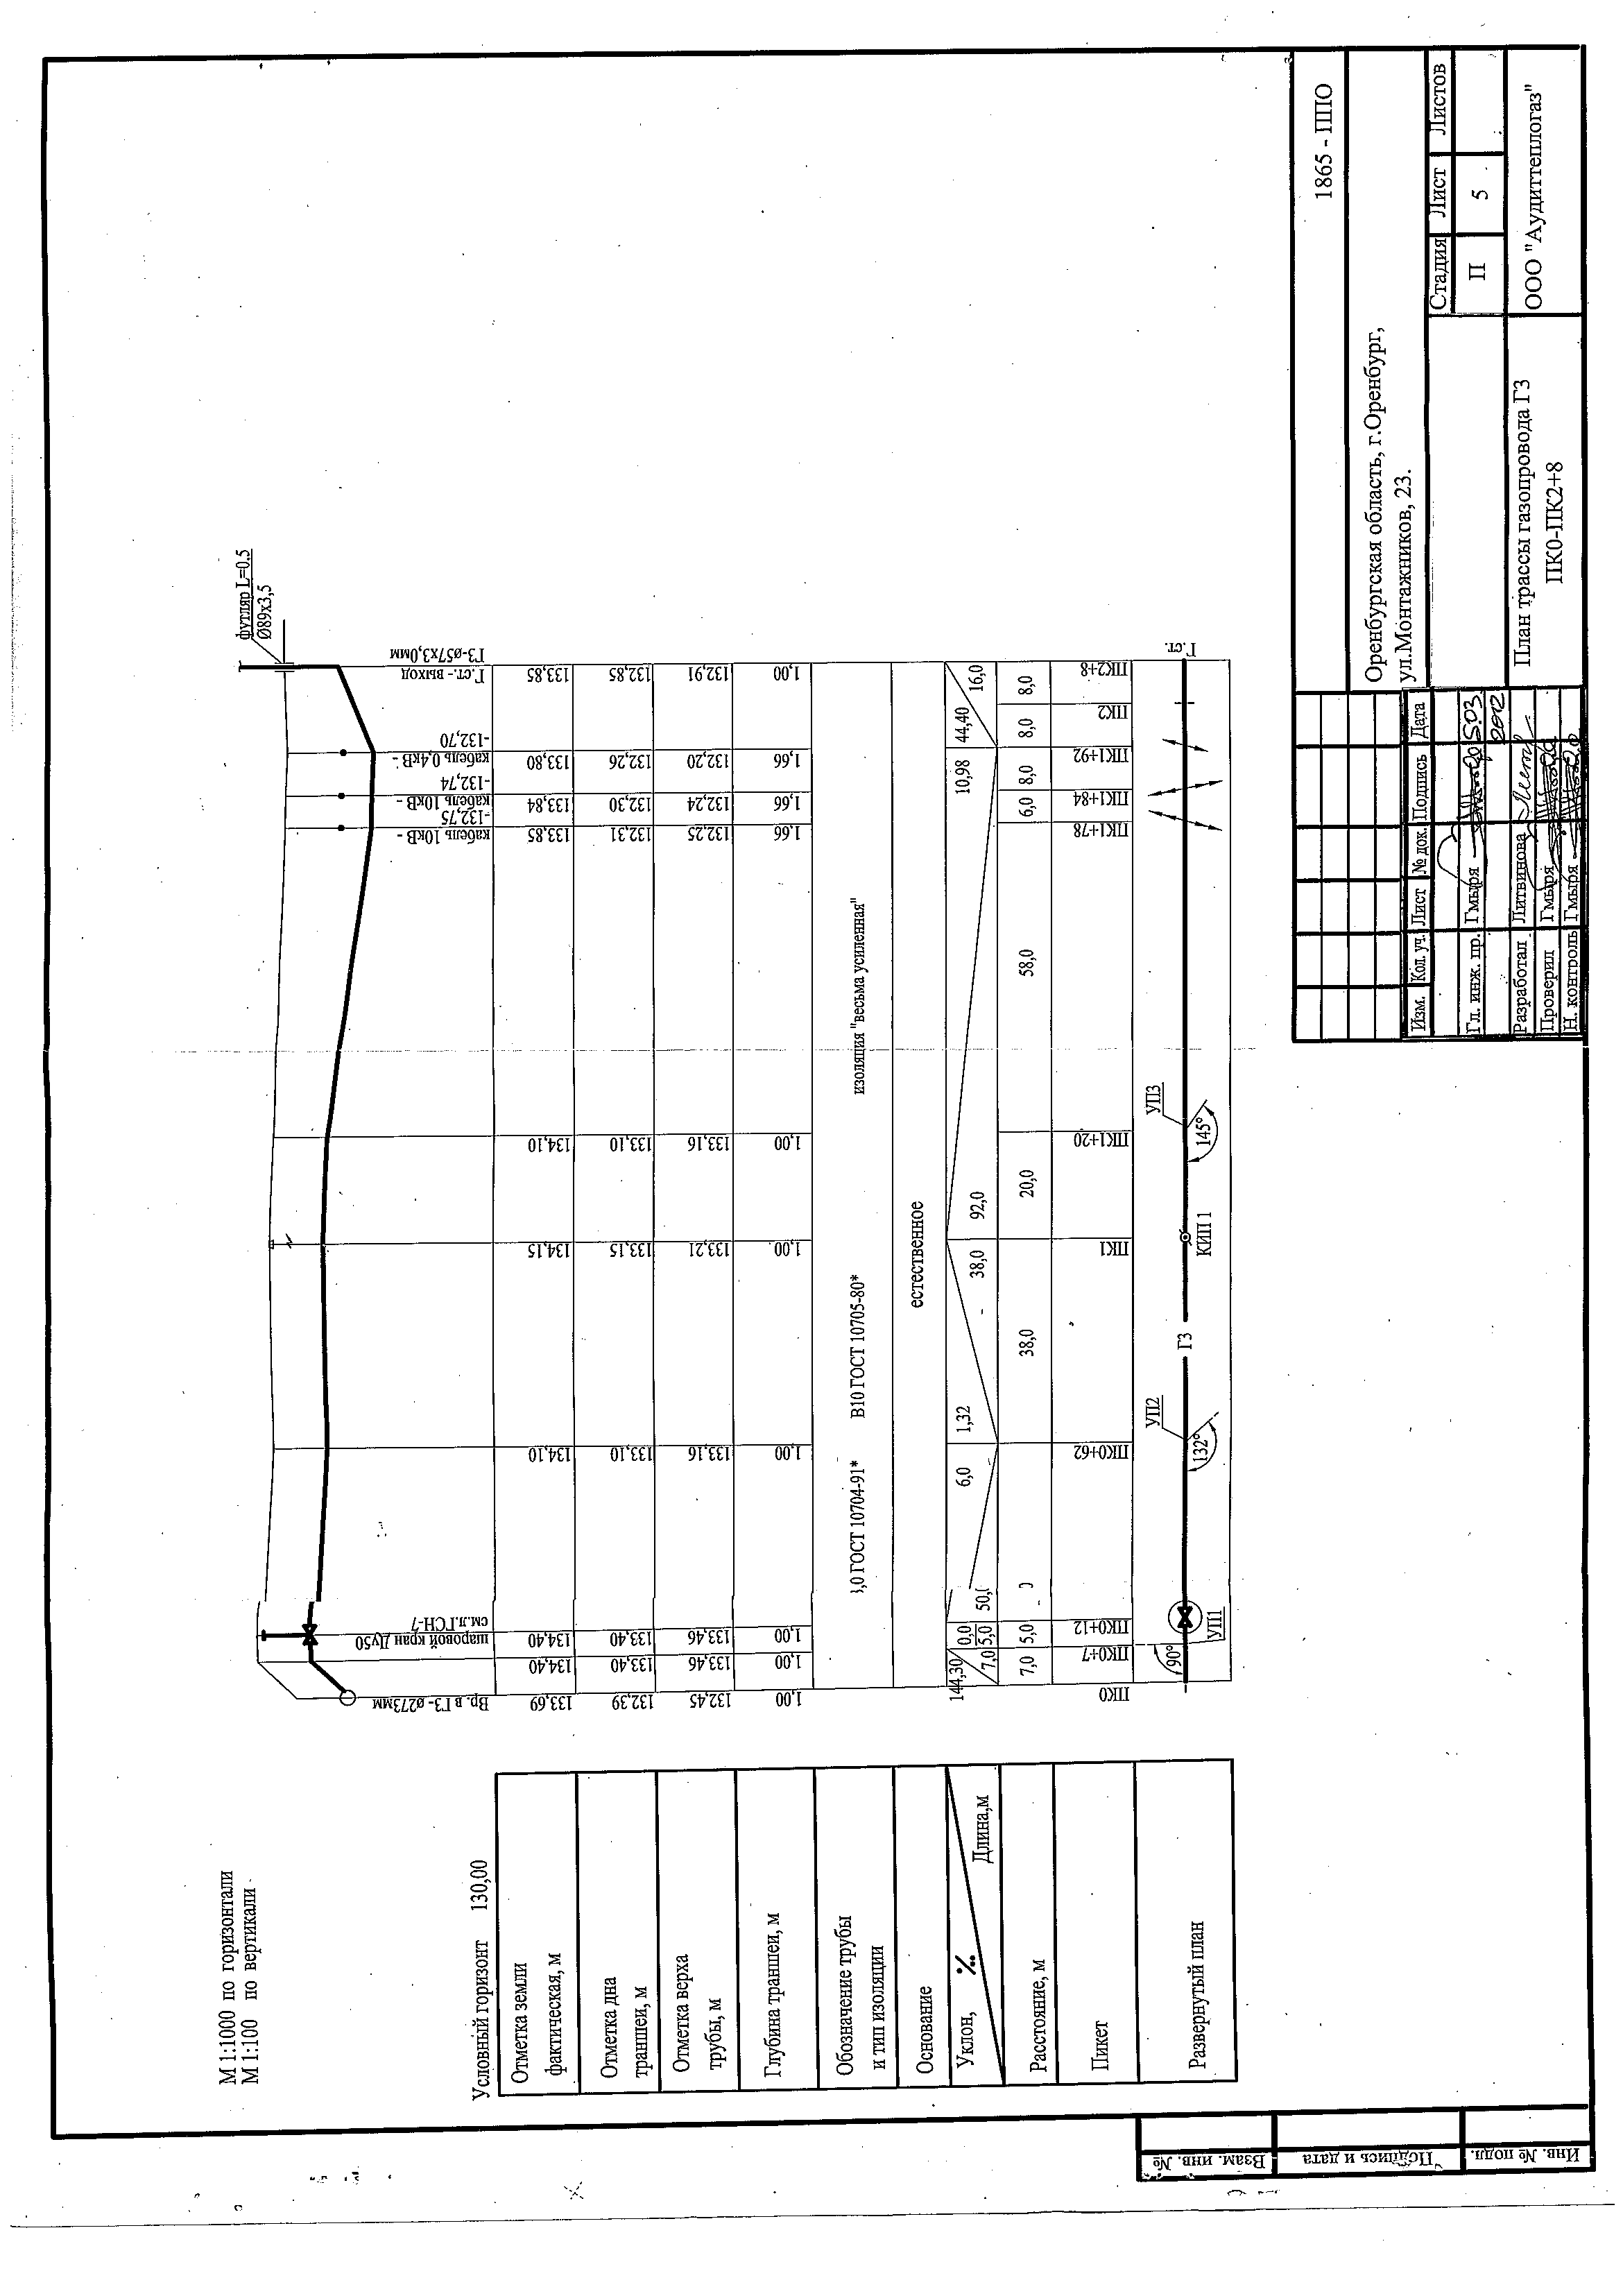 М 1:1000 по горизонтали
М 1:100 по вертикали
футляр L=0.5
Ø89х3,5
Условный горизонт 130,00
Вр. в Г3- ø273мм
шаровой кран Ду50
см.л.ГСН-7
кабель 10кВ -
-132,75
кабель 10кВ -
-132,74
кабель 0,4кВ -
-132,70
Г.ст.- выход
Г3-ø57х3,0мм
Отметка земли
фактическая, м
133,69 134,40 134,40 134,10 134,15 134,10 133,85 133,84 133,80 133,85
Отметка дна
траншеи, м
132,39 133,40 133,40 133,10 133,15 133,10 132,31 132,30 132,26 132,85
Отметка верха
трубы, м
132,45 133,46 133,46 133,16 133,21 133,16 132,25 132,24 132,20 132,91
Глубина траншеи, м
1,00 1,00 1,00 1,00 1,00 1,00 1,66 1,66 1,66 1,00
Обозначение трубы
и тип изоляции
,0 ГОСТ 10704-91* В10 ГОСТ 10705-80* изоляция "весьма усиленная"
Основание
естественное
Уклон, ‰
Длина,м
144,30 0,0 6,0 1,32 10,98 44,40
7,0 5,0 50, 38,0 92,0 16,0
Расстояние, м
7,0 5,0 38,0 20,0 58,0 6,0 8,0 8,0 8,0
Пикет
ПК0 ПК0+7 ПК0+12 ПК0+62 ПК1 ПК1+20 ПК1+78 ПК1+84 ПК1+92 ПК2 ПК2+8
Развернутый план
90° УП1 132° УП2 Г3 КИП 1 145° УП3 Г.ст.
1865 - ППО
Оренбургская область, г.Оренбург,
ул.Монтажников, 23.
Изм. Кол. уч. Лист № док. Подпись Дата
Гл. инж. пр. Гмыря 03
2012
Разработал Литвинова
Проверил Гмыря
Н. контроль Гмыря
Стадия Лист Листов
П 5
План трассы газопровода Г3
ПК0-ПК2+8
ООО "Аудиттеплогаз"
Взам. инв. №
Подпись и дата
Инв. № подл.